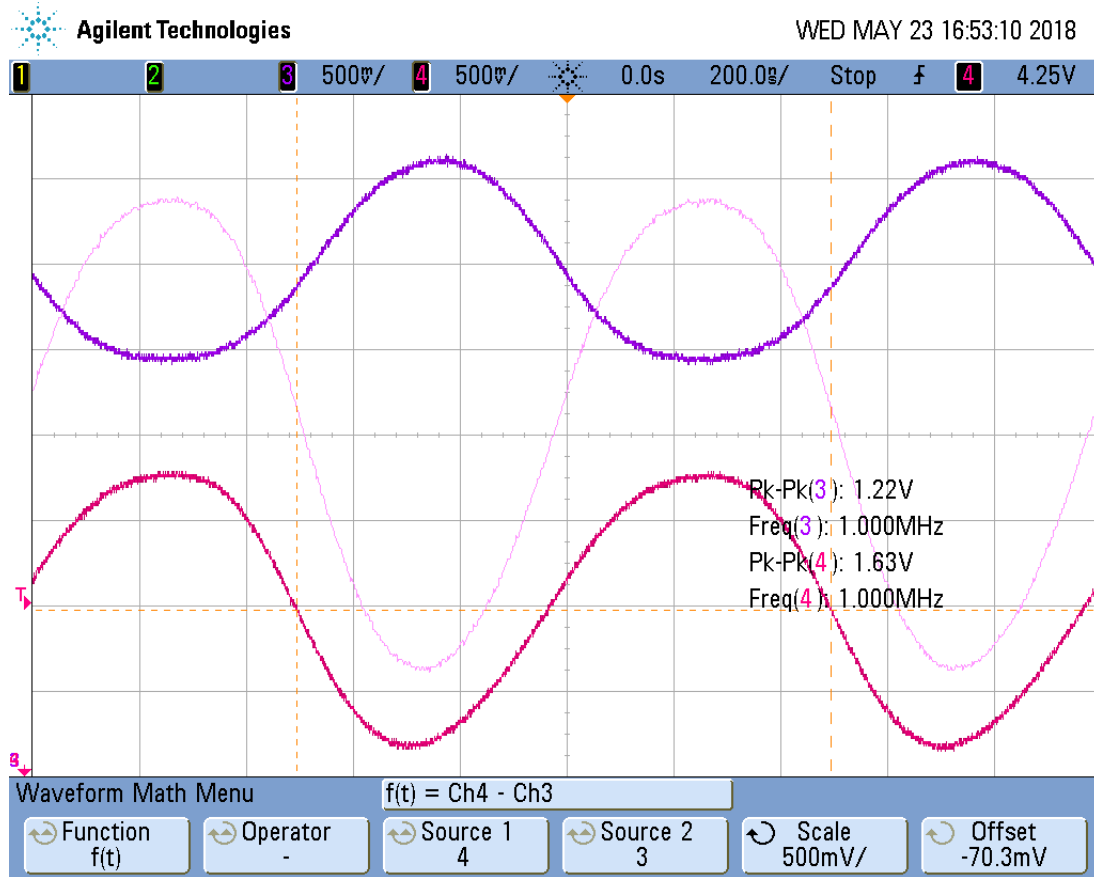 Agilent Technologies WED MAY 23 16:53:10 2018
1 2 3 500mV/ 4 500mV/ 0.0s 200.0ns/ Stop 4 4.25V
Pk-Pk(3): 1.22V
Freq(3): 1.000MHz
Pk-Pk(4): 1.63V
Freq(4): 1.000MHz
T
Waveform Math Menu f(t) = Ch4 - Ch3
Function Operator Source 1 Source 2 Scale Offset
f(t) - 4 3 500mV/ -70.3mV